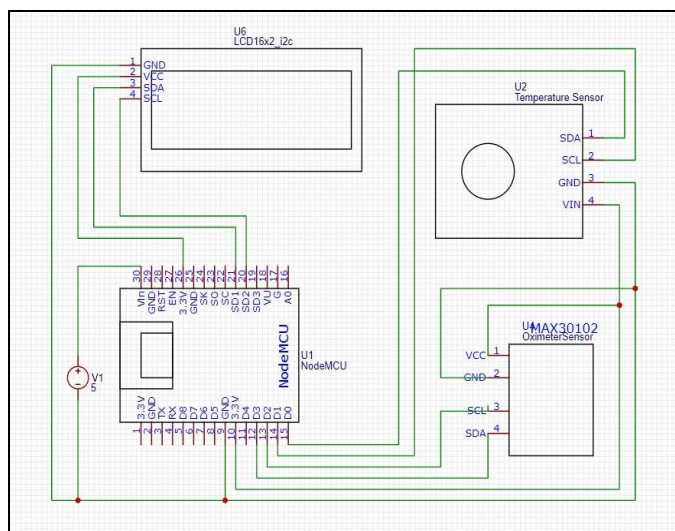 U6
LCD16x2_i2c
1 GND
2 VCC
3 SDA
4 SCL
U2
Temperature Sensor
SDA 1
SCL 2
GND 3
VIN 4
30 29 28 27 26 25 24 23 22 21 20 19 18 17 16
Vin GND RST EN 3.3V GND SK SO SC SD1 SD2 SD3 VU G A0
NodeMCU
U1
NodeMCU
3.3V GND TX RX D8 D7 D6 D5 GND 3.3V D4 D3 D2 D1 D0
1 2 3 4 5 6 7 8 9 10 11 12 13 14 15
V1
5
MAX30102
OximeterSensor
VCC 1
GND 2
SCL 3
SDA 4